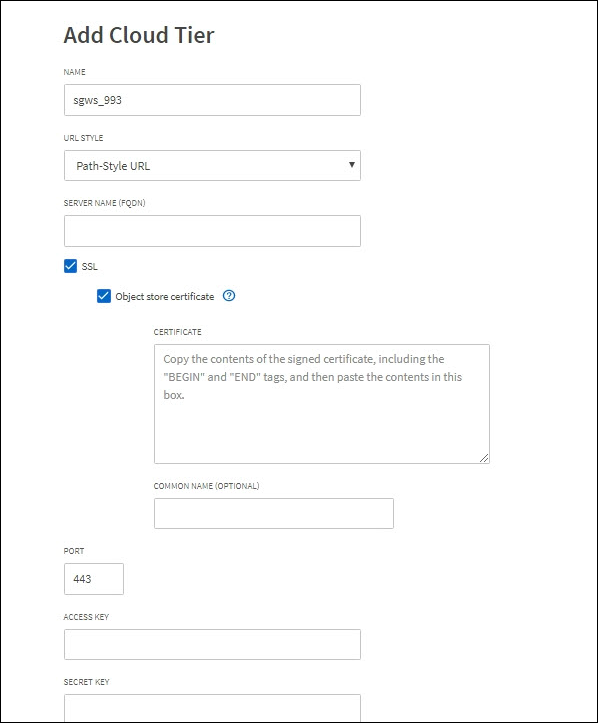 Add Cloud Tier
NAME
sgws_993
URL STYLE
Path-Style URL
SERVER NAME (FQDN)
SSL
Object store certificate
CERTIFICATE
Copy the contents of the signed certificate, including the
"BEGIN" and "END" tags, and then paste the contents in this
box.
COMMON NAME (OPTIONAL)
PORT
443
ACCESS KEY
SECRET KEY